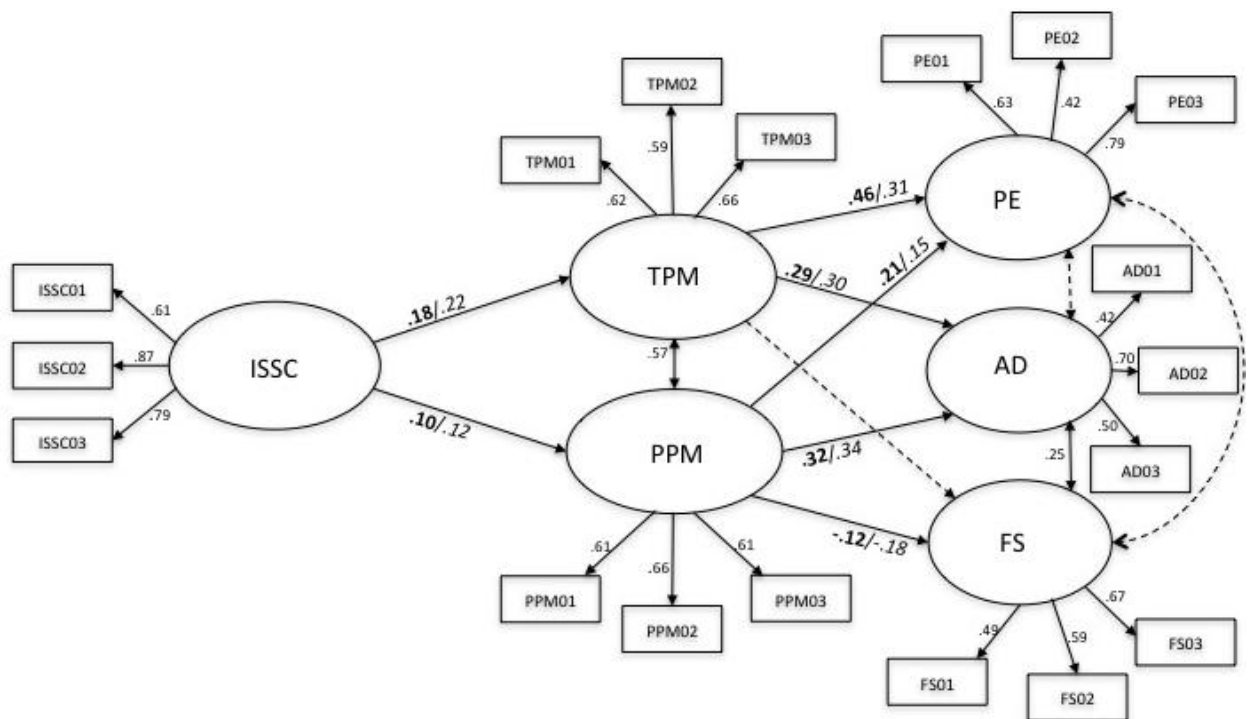 PE02
PE01
PE03
.63
.42
.79
PE
TPM02
TPM01
TPM03
.62
.59
.66
TPM
.46/.31
.29/.30
.21/.15
ISSC01
ISSC02
ISSC03
.61
.87
.79
ISSC
.18/.22
.10/.12
.57
AD01
AD02
AD03
.42
.70
.50
AD
.25
PPM
.32/.34
-.12/-.18
.61
.66
.61
PPM01
PPM02
PPM03
FS
.49
.59
.67
FS01
FS02
FS03